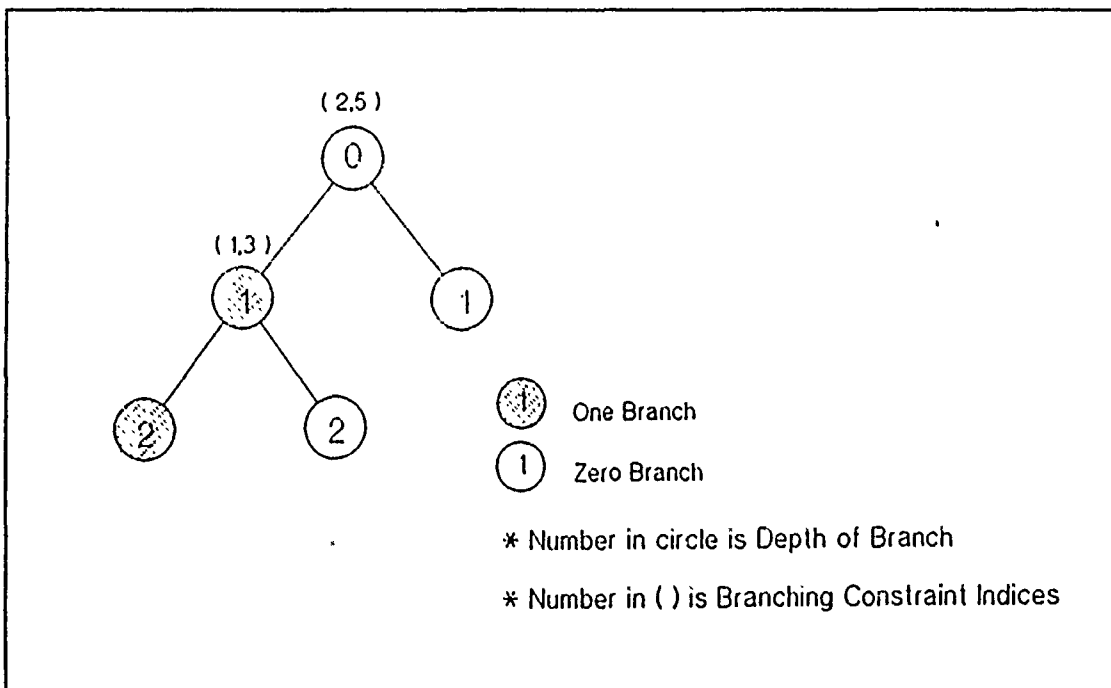 ( 2,5 )
0
( 1,3 )
1
1
2
2
1 One Branch
1 Zero Branch
* Number in circle is Depth of Branch
* Number in ( ) is Branching Constraint Indices